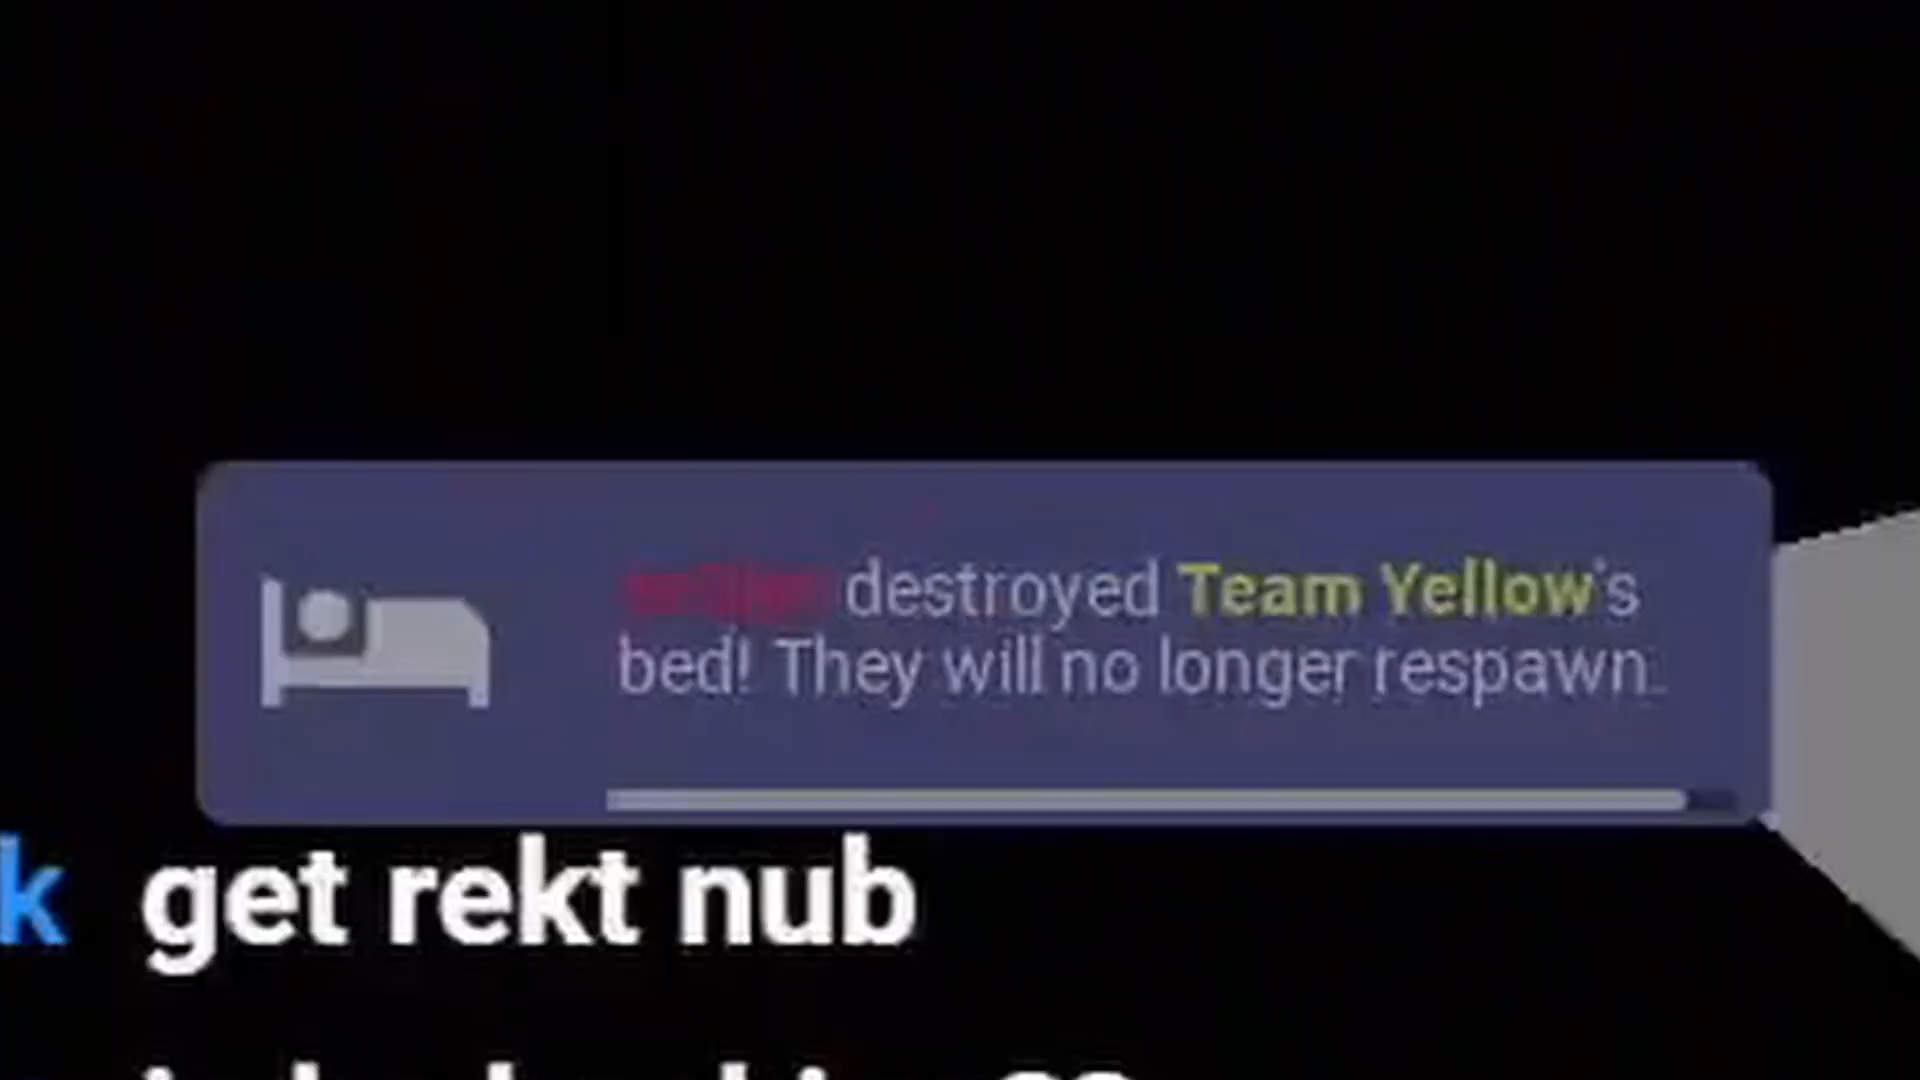 destroyed Team Yellow's
bed! They will no longer respawn.
k get rekt nub